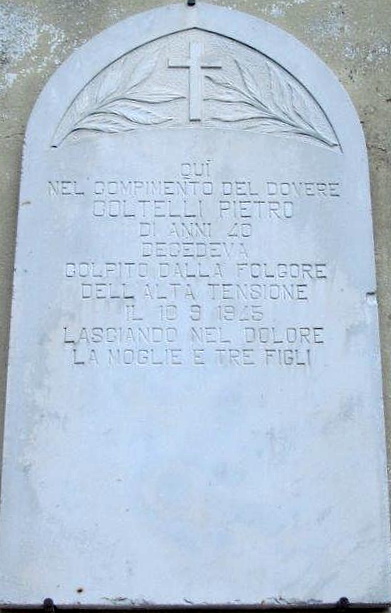 QUI
NEL COMPIMENTO DEL DOVERE
COLTELLI PIETRO
DI ANNI 40
DECEDEVA
COLPITO DALLA FOLGORE
DELL ALTA TENSIONE
IL 10 9 1945
LASCIANDO NEL DOLORE
LA MOGLIE E TRE FIGLI